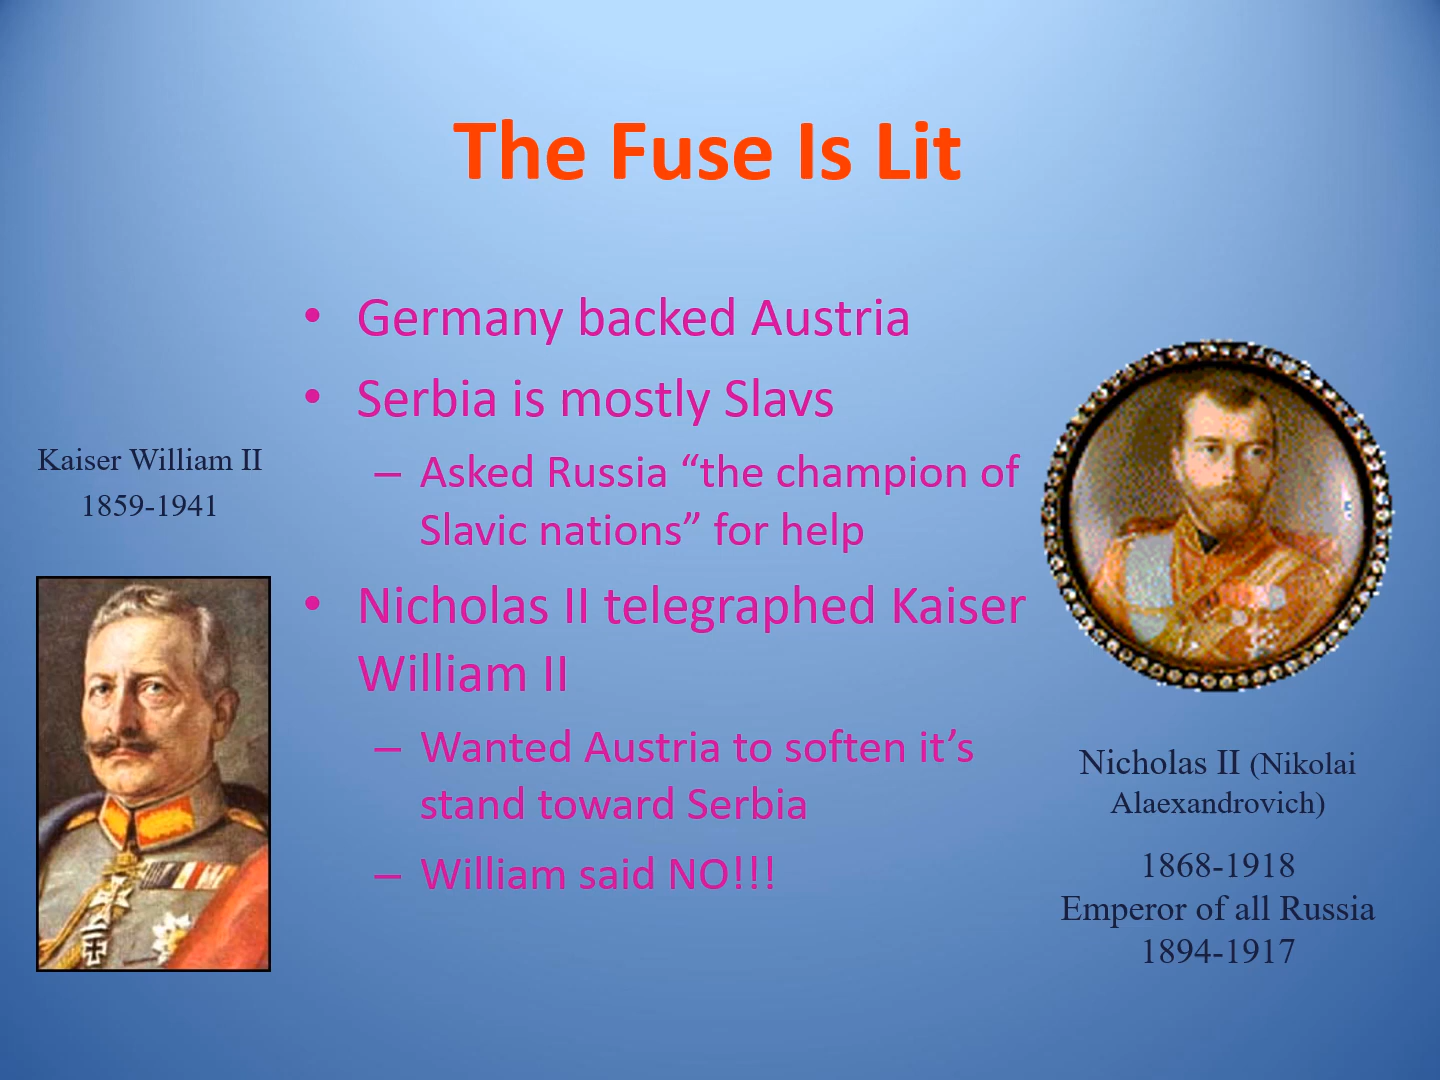 The Fuse Is Lit
• Germany backed Austria
• Serbia is mostly Slavs
– Asked Russia “the champion of
Slavic nations” for help
• Nicholas II telegraphed Kaiser
William II
– Wanted Austria to soften it’s
stand toward Serbia
– William said NO!!!
Kaiser William II
1859-1941
Nicholas II (Nikolai
Alaexandrovich)
1868-1918
Emperor of all Russia
1894-1917